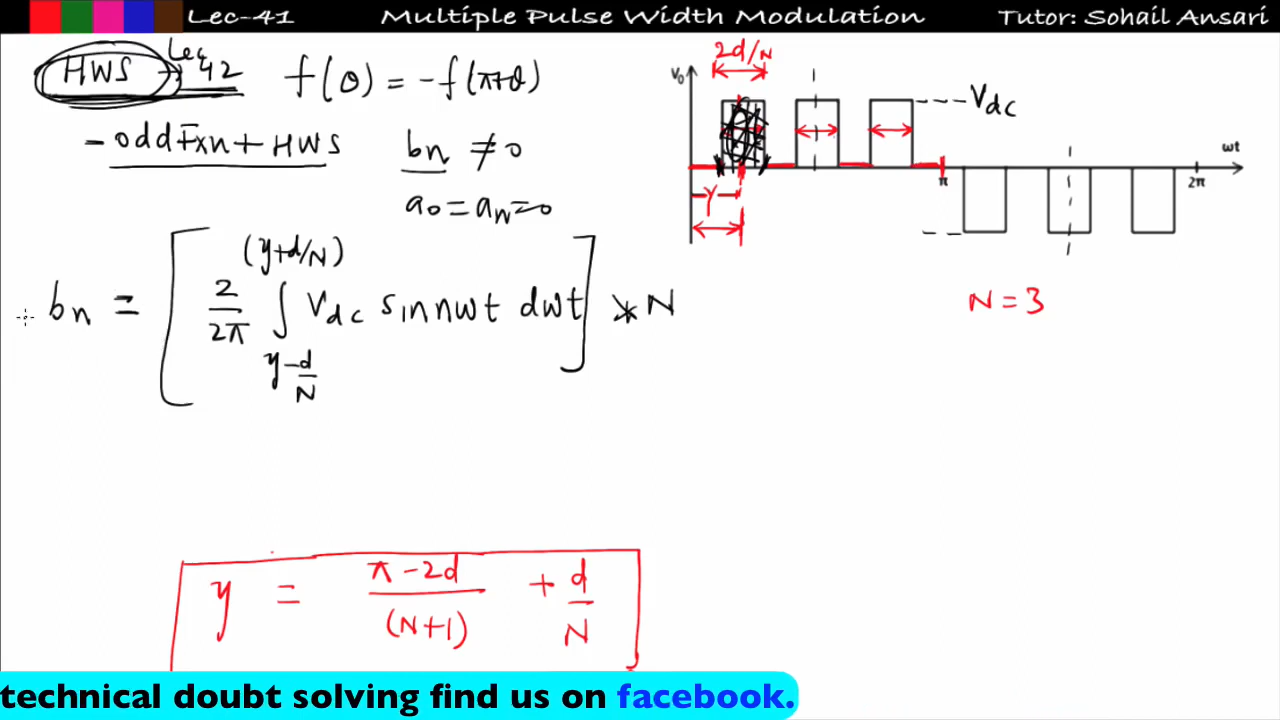 Lec-41 Multiple Pulse Width Modulation Tutor: Sohail Ansari
HWS → Lec 42 f(θ) = -f(π+θ)
- odd Fxn + HWS bn ≠ 0
a0 = an = 0
bn = [ 2/2π ∫ Vdc sin nωt dωt ] * N
(γ+d/N)
γ - d/N
γ = π-2d/(N+1) + d/N
2d/N
V0
Vdc
ωt
π
2π
γ
N = 3
technical doubt solving find us on facebook.